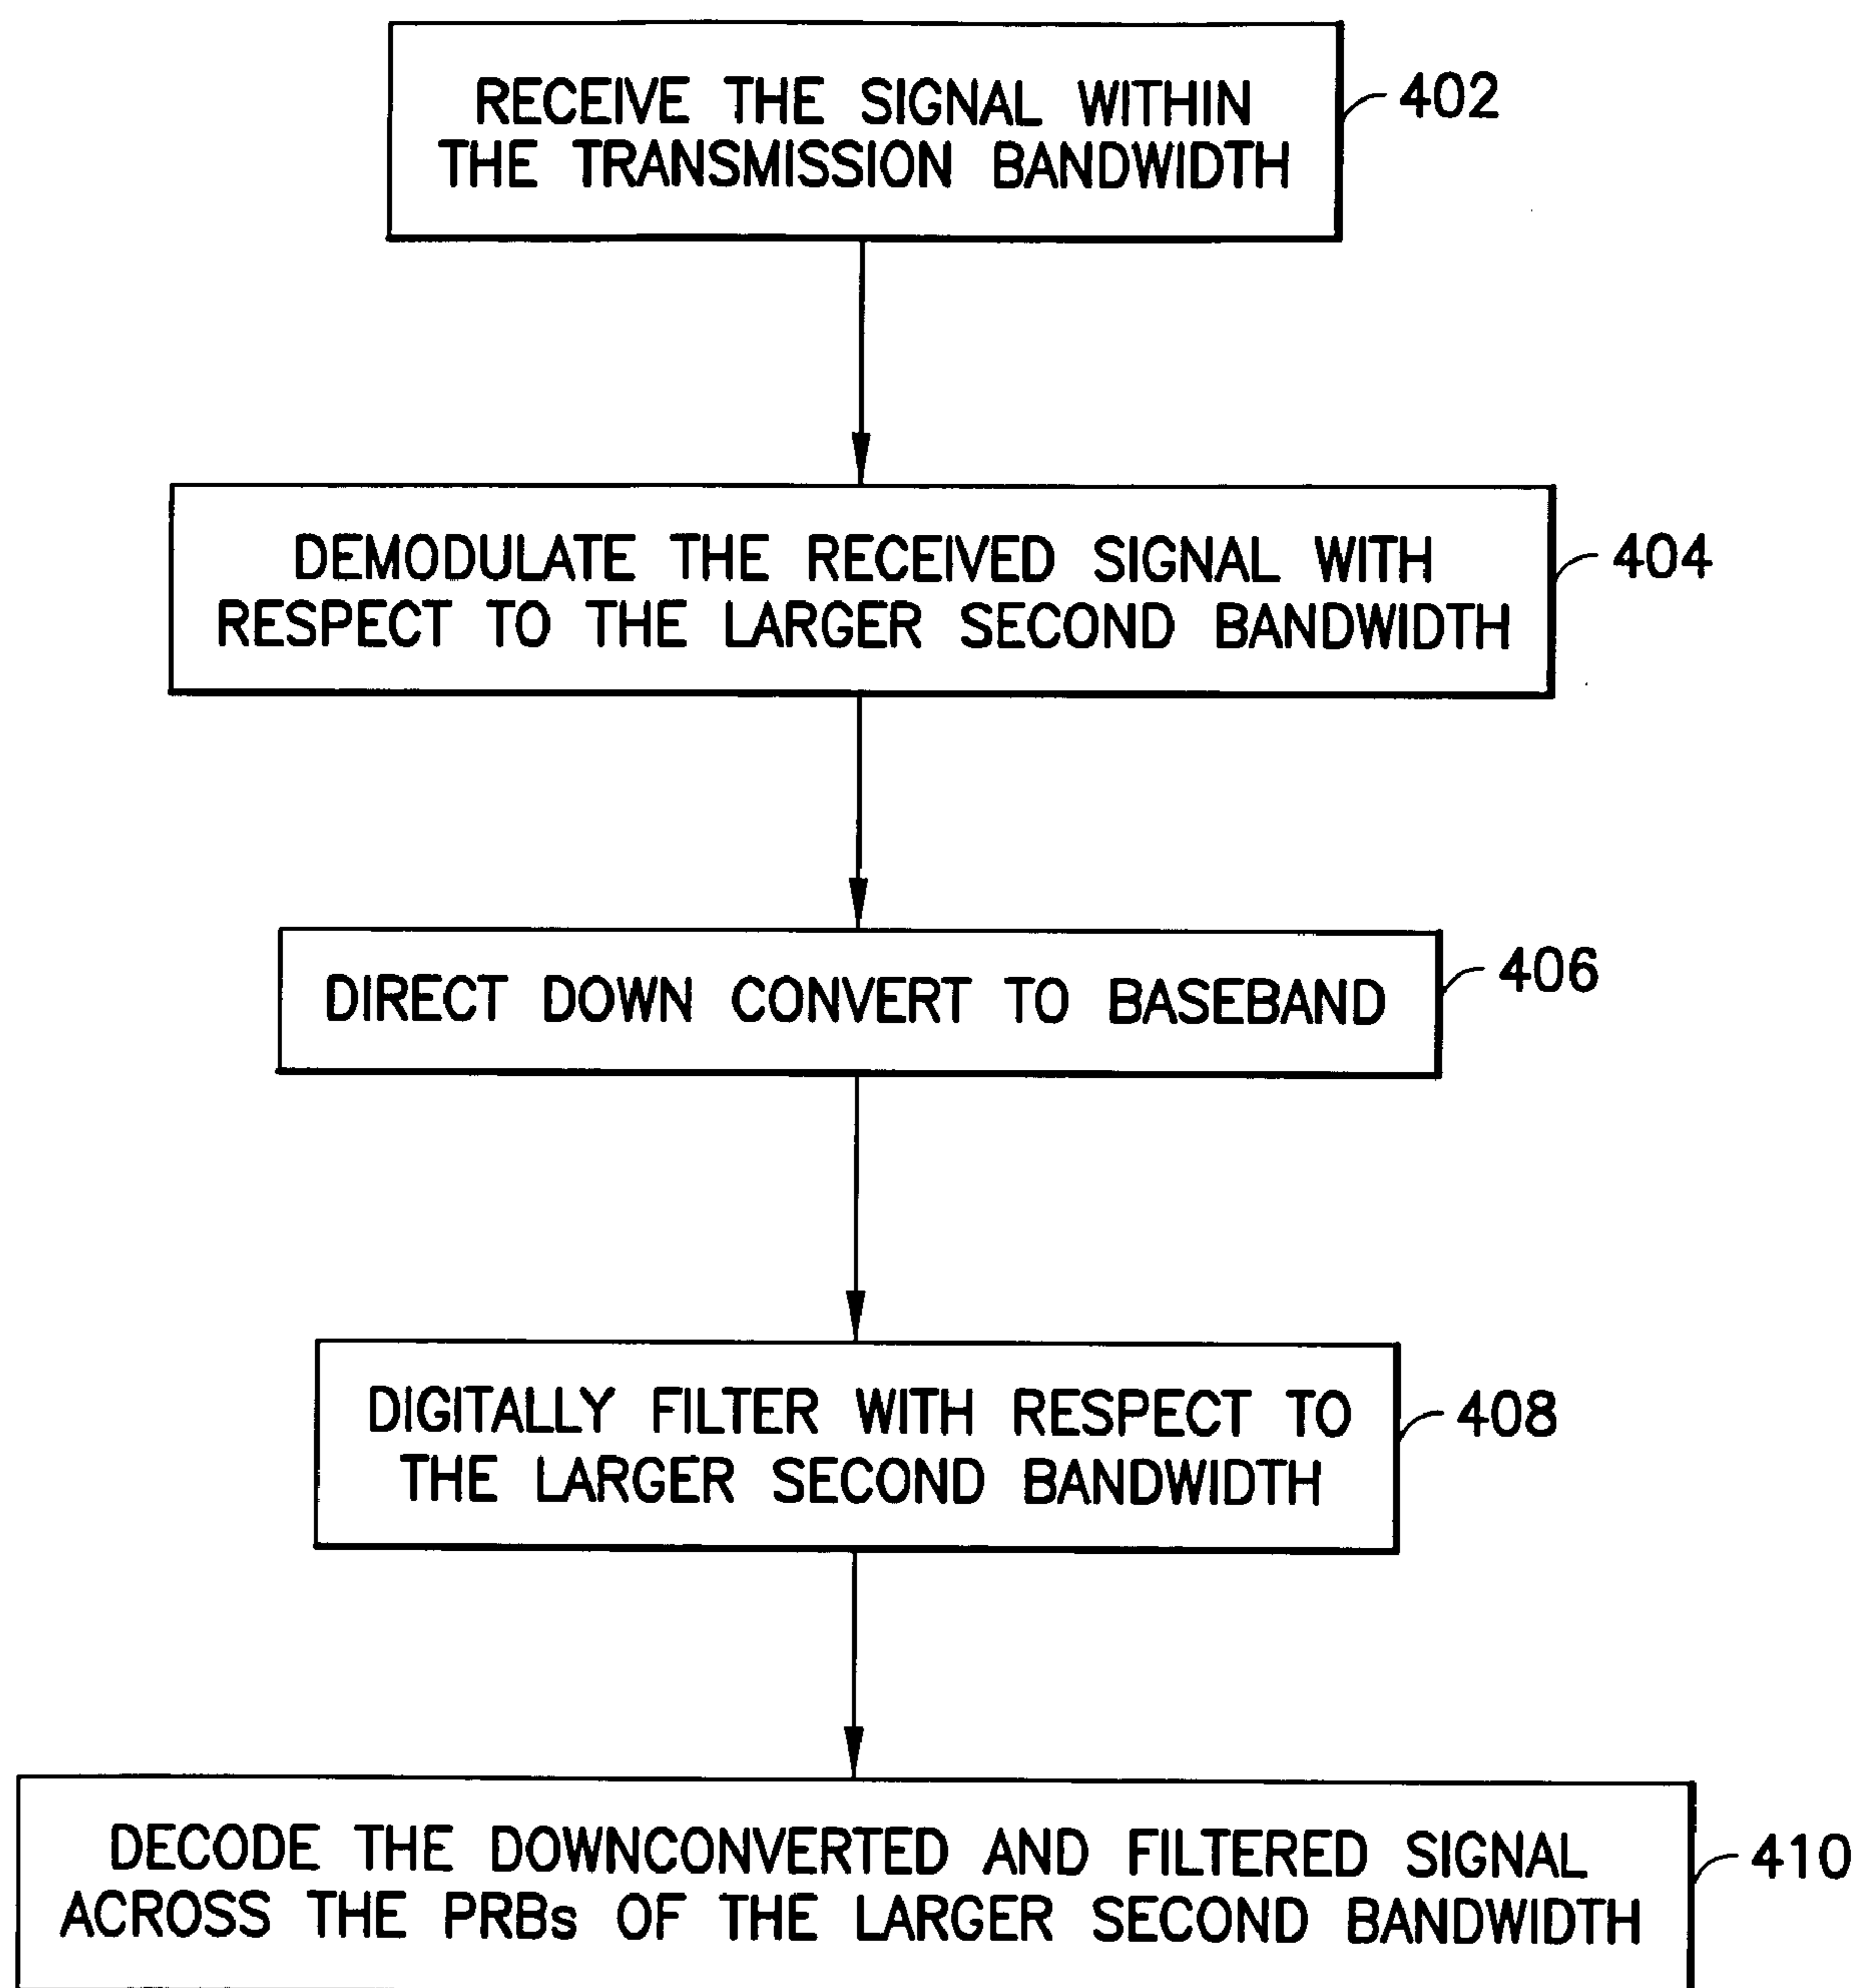 RECEIVE THE SIGNAL WITHIN
THE TRANSMISSION BANDWIDTH
402
DEMODULATE THE RECEIVED SIGNAL WITH
RESPECT TO THE LARGER SECOND BANDWIDTH
404
DIRECT DOWN CONVERT TO BASEBAND
406
DIGITALLY FILTER WITH RESPECT TO
THE LARGER SECOND BANDWIDTH
408
DECODE THE DOWNCONVERTED AND FILTERED SIGNAL
ACROSS THE PRBs OF THE LARGER SECOND BANDWIDTH
410